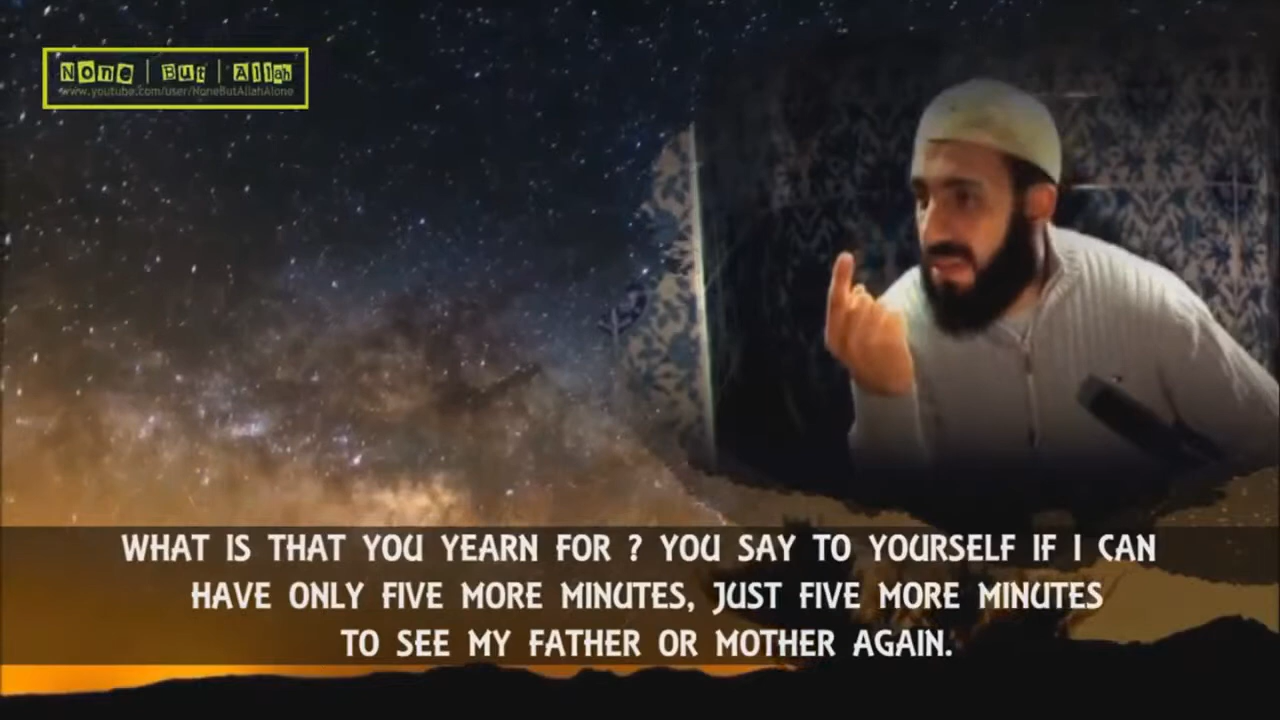 None | But | Allah
www.youtube.com/user/NoneButAllahAlone
WHAT IS THAT YOU YEARN FOR ? YOU SAY TO YOURSELF IF I CAN
HAVE ONLY FIVE MORE MINUTES, JUST FIVE MORE MINUTES
TO SEE MY FATHER OR MOTHER AGAIN.